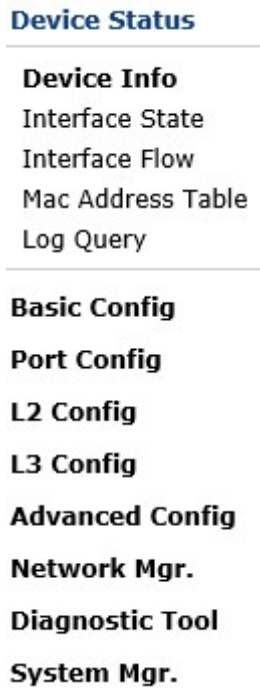 Device Status
Device Info
Interface State
Interface Flow
Mac Address Table
Log Query
Basic Config
Port Config
L2 Config
L3 Config
Advanced Config
Network Mgr.
Diagnostic Tool
System Mgr.